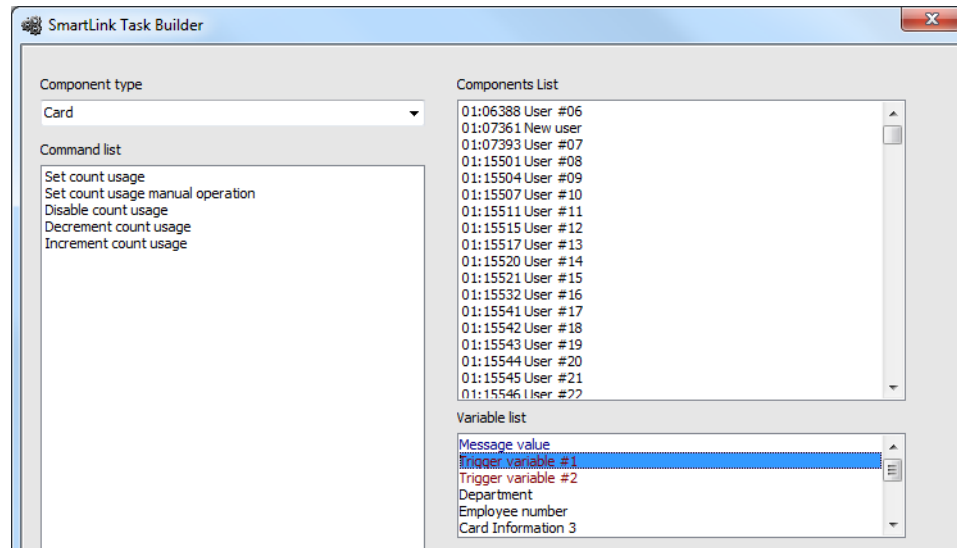 SmartLink Task Builder
Component type
Card
Command list
Set count usage
Set count usage manual operation
Disable count usage
Decrement count usage
Increment count usage
Components List
01:06388 User #06
01:07361 New user
01:07393 User #07
01:15501 User #08
01:15504 User #09
01:15507 User #10
01:15511 User #11
01:15515 User #12
01:15517 User #13
01:15520 User #14
01:15521 User #15
01:15532 User #16
01:15541 User #17
01:15542 User #18
01:15543 User #19
01:15544 User #20
01:15545 User #21
01:15546 User #22
Variable list
Message value
Trigger variable #1
Trigger variable #2
Department
Employee number
Card Information 3